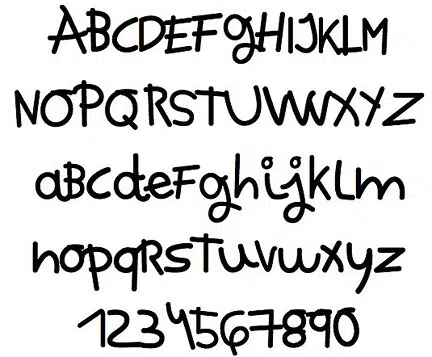 ABCDEFgHIJKLM
NOPQRSTUVWXYZ
aBcdeFghijkLm
nopqRsTuvwxyz
1234567890